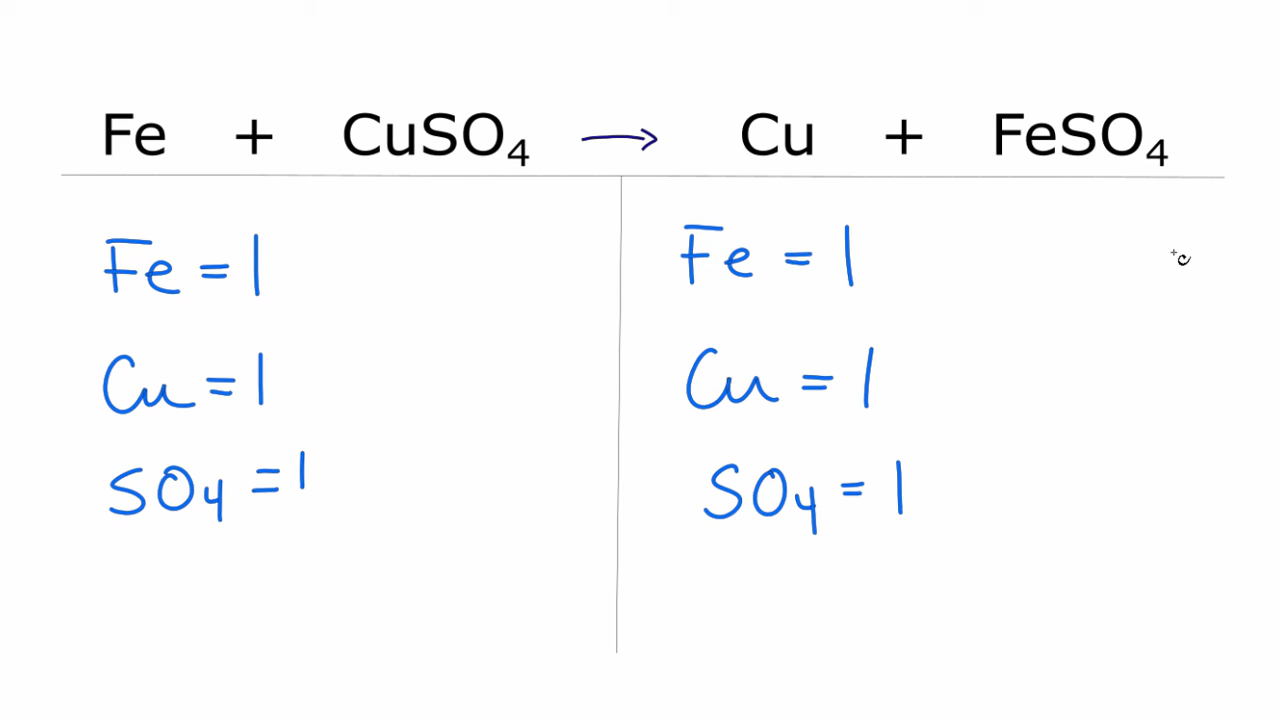 Fe + CuSO₄ → Cu + FeSO₄
Fe = 1
Cu = 1
SO₄ = 1
Fe = 1
Cu = 1
SO₄ = 1